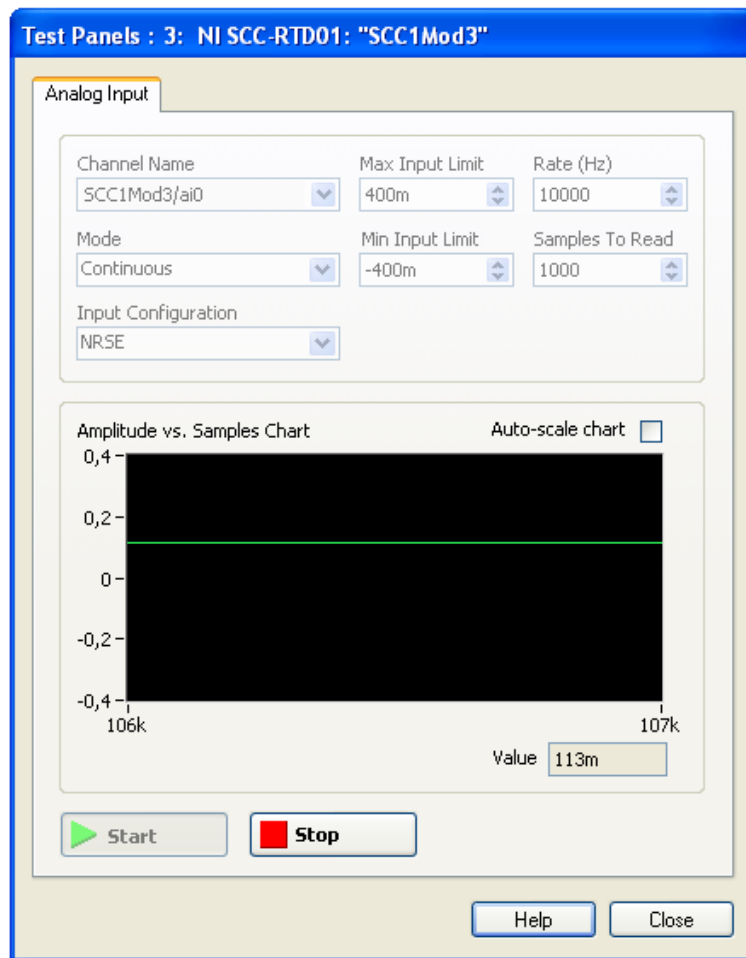 Test Panels : 3: NI SCC-RTD01: "SCC1Mod3"
Analog Input
Channel Name
Max Input Limit
Rate (Hz)
SCC1Mod3/ai0
400m
10000
Mode
Min Input Limit
Samples To Read
Continuous
-400m
1000
Input Configuration
NRSE
Amplitude vs. Samples Chart
Auto-scale chart
0,4
0,2
0
-0,2
-0,4
106k
107k
Value
113m
Start
Stop
Help
Close